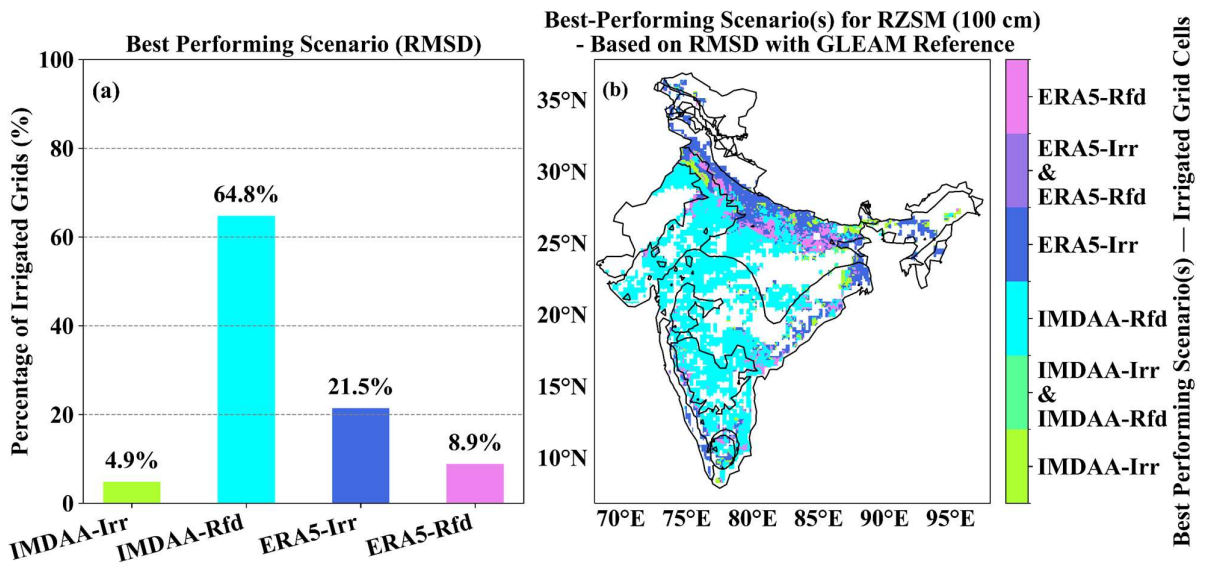 Best Performing Scenario (RMSD)
(a)
Percentage of Irrigated Grids (%)
100
80
60
40
20
0
4.9%
64.8%
21.5%
8.9%
IMDAA-Irr
IMDAA-Rfd
ERA5-Irr
ERA5-Rfd
Best-Performing Scenario(s) for RZSM (100 cm)
- Based on RMSD with GLEAM Reference
(b)
35°N
30°N
25°N
20°N
15°N
10°N
70°E
75°E
80°E
85°E
90°E
95°E
ERA5-Rfd
ERA5-Irr
&
ERA5-Rfd
ERA5-Irr
IMDAA-Rfd
IMDAA-Irr
&
IMDAA-Rfd
IMDAA-Irr
Best Performing Scenario(s) — Irrigated Grid Cells